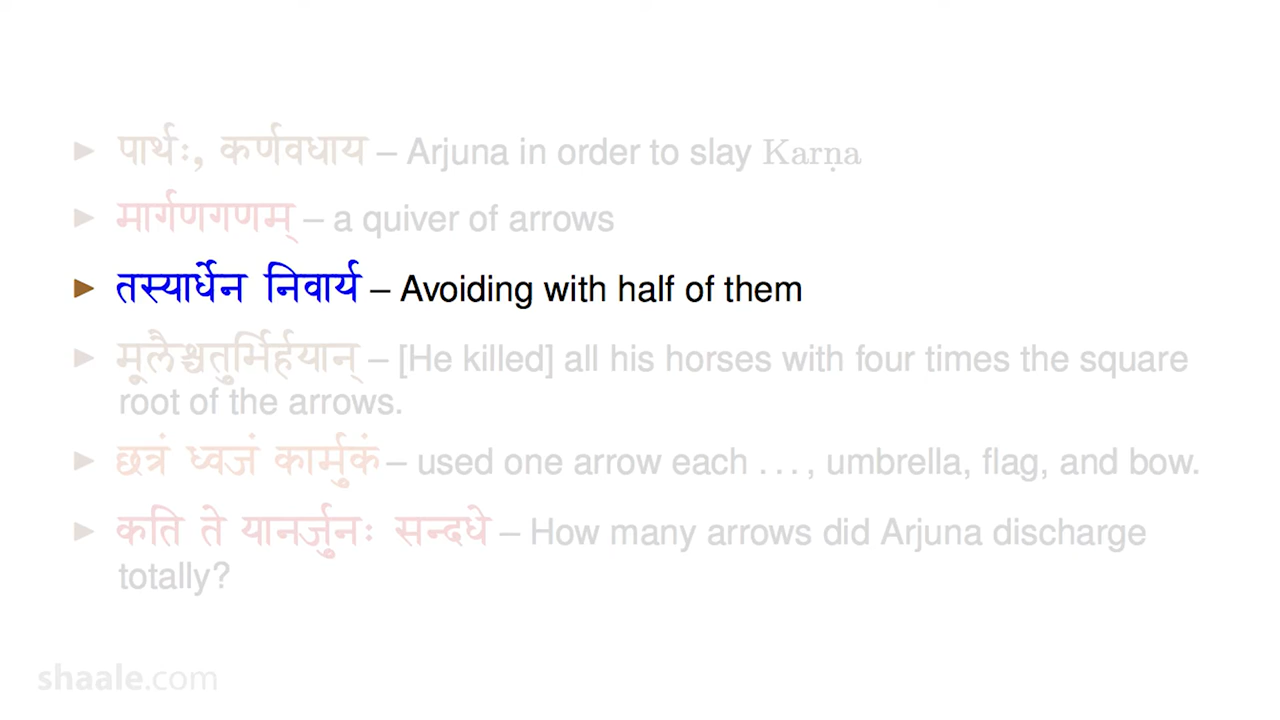 ▶ पार्थः, कर्णवधाय – Arjuna in order to slay Karṇa
▶ मार्गणगणम् – a quiver of arrows
▶ तस्यार्धेन निवार्य – Avoiding with half of them
▶ मूलैश्चतुर्भिर्हयान् – [He killed] all his horses with four times the square
root of the arrows.
▶ छत्रं ध्वजं कार्मुकं – used one arrow each . . . , umbrella, flag, and bow.
▶ कति ते यानर्जुनः सन्दधे – How many arrows did Arjuna discharge
totally?
shaale.com